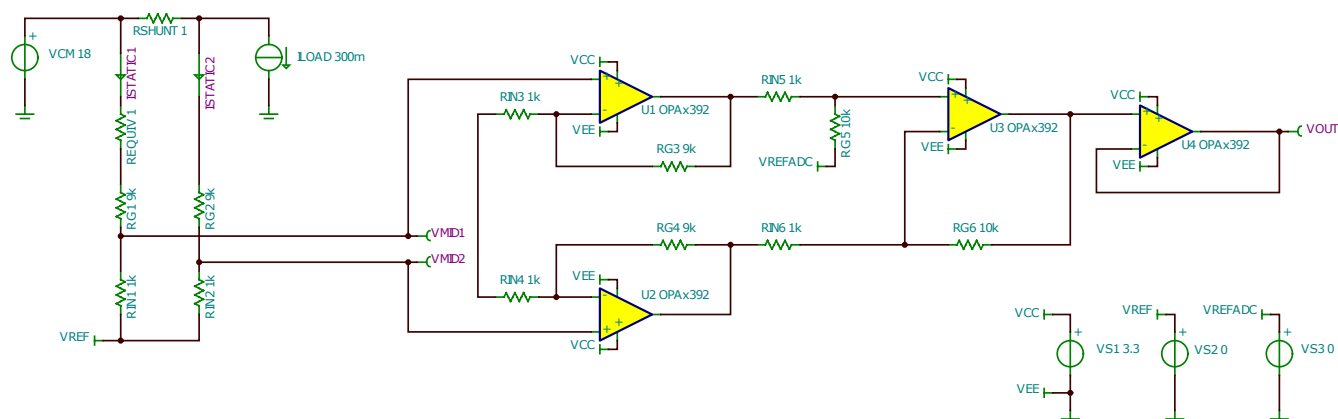 VCM 18
RSHUNT 1
ISTATIC1
ISTATIC2
ILOAD 300m
REQUIV 1
RG1 9k
RG2 9k
RIN1 1k
RIN2 1k
VREF
VMID1
VMID2
RIN3 1k
VCC
VEE
U1 OPAx392
RG3 9k
RG4 9k
RIN4 1k
VEE
VCC
U2 OPAx392
RIN5 1k
RG5 10k
VREFADC
RIN6 1k
RG6 10k
VCC
VEE
U3 OPAx392
VCC
VEE
U4 OPAx392
VOUT
VCC
VEE
VS1 3.3
VREF
VS2 0
VREFADC
VS3 0